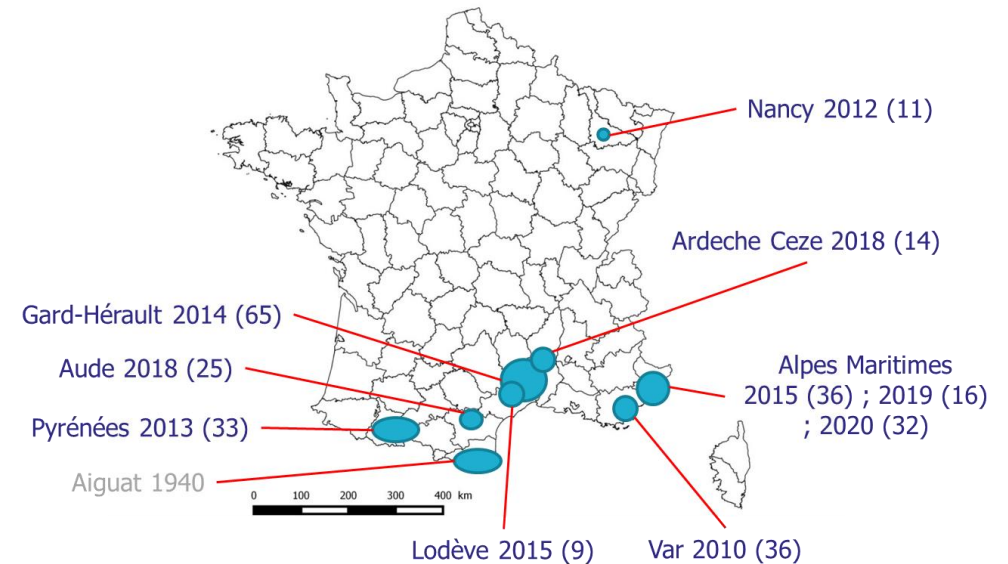 Nancy 2012 (11)
Ardeche Ceze 2018 (14)
Gard-Hérault 2014 (65)
Aude 2018 (25)
Alpes Maritimes
2015 (36) ; 2019 (16)
; 2020 (32)
Pyrénées 2013 (33)
Aiguat 1940
0 100 200 300 400 km
Lodève 2015 (9)
Var 2010 (36)